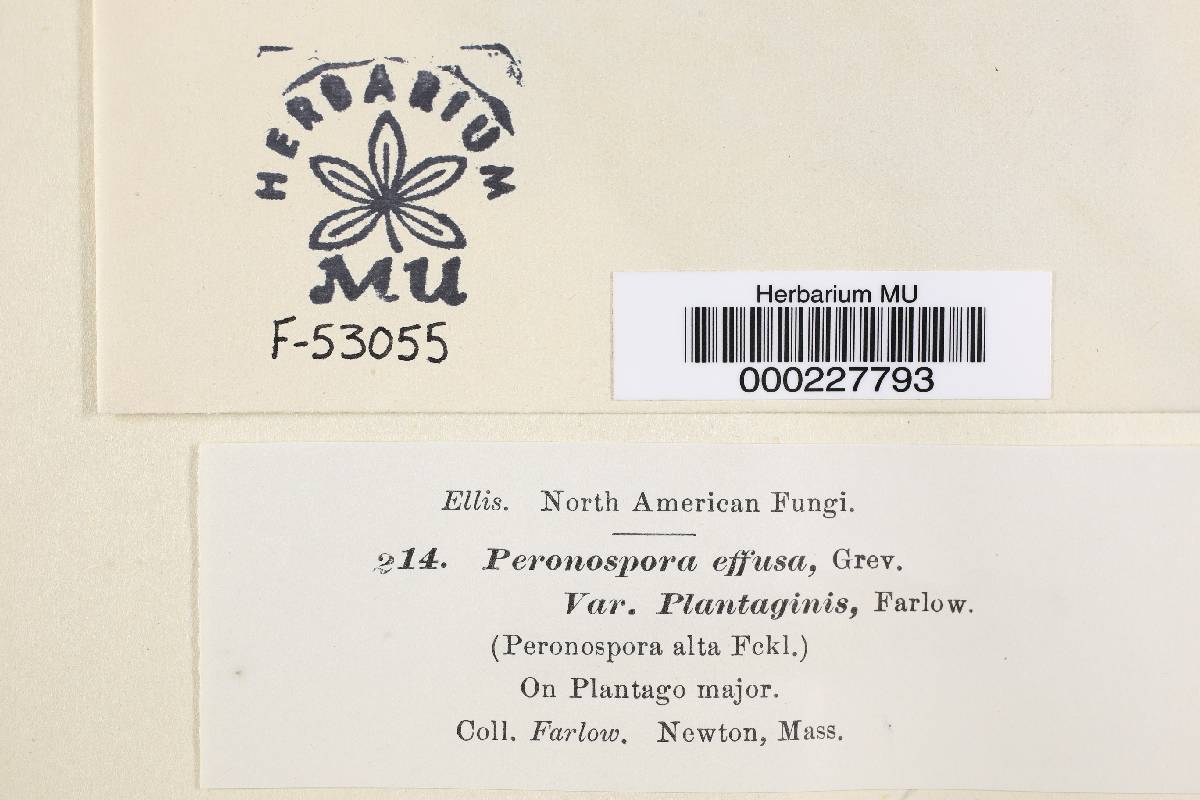 HERBARIUM
MU
F-53055
Herbarium MU
000227793
Ellis. North American Fungi.
214. Peronospora effusa, Grev.
Var. Plantaginis, Farlow.
(Peronospora alta Fckl.)
On Plantago major.
Coll. Farlow. Newton, Mass.